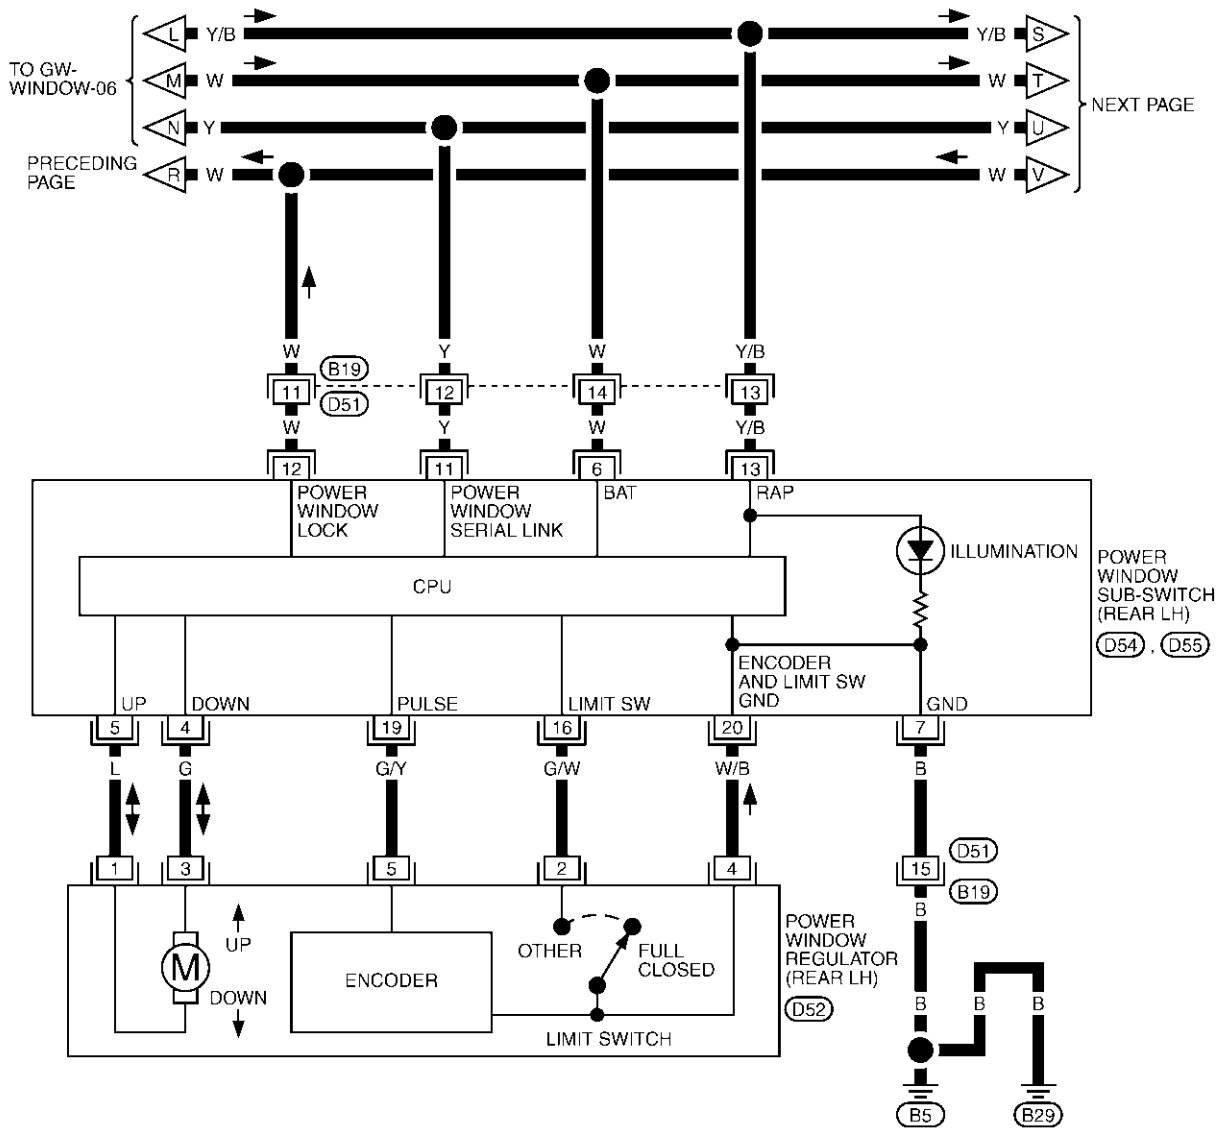 L Y/B Y/B S
TO GW-
WINDOW-06
M W W T
NEXT PAGE
N Y Y U
PRECEDING
PAGE
R W W V
W Y W Y/B
B19
11 12 14 13
D51
W Y W Y/B
12 11 6 13
POWER
WINDOW
LOCK
POWER
WINDOW
SERIAL LINK
BAT
RAP
ILLUMINATION
CPU
POWER
WINDOW
SUB-SWITCH
(REAR LH)
D54 , D55
ENCODER
AND LIMIT SW
GND
UP DOWN PULSE LIMIT SW GND
5 4 19 16 20 7
L G G/Y G/W W/B B
D51
1 3 5 2 4 15
B19
B
UP
DOWN
M
ENCODER
OTHER
FULL
CLOSED
LIMIT SWITCH
POWER
WINDOW
REGULATOR
(REAR LH)
D52
B B B
B5 B29